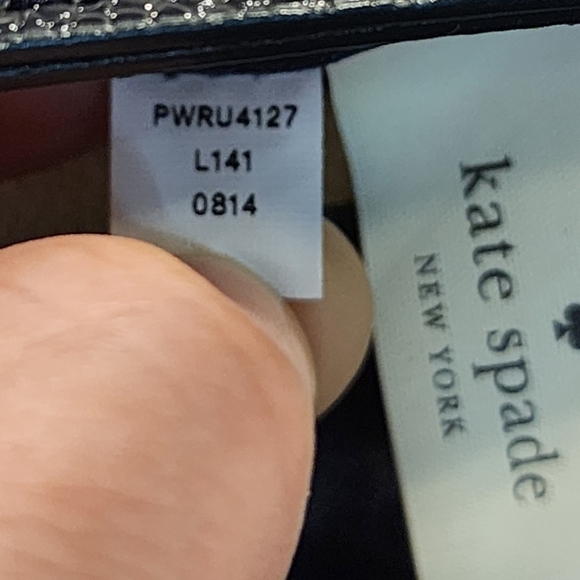 PWRU4127
L141
0814
kate spade
NEW YORK